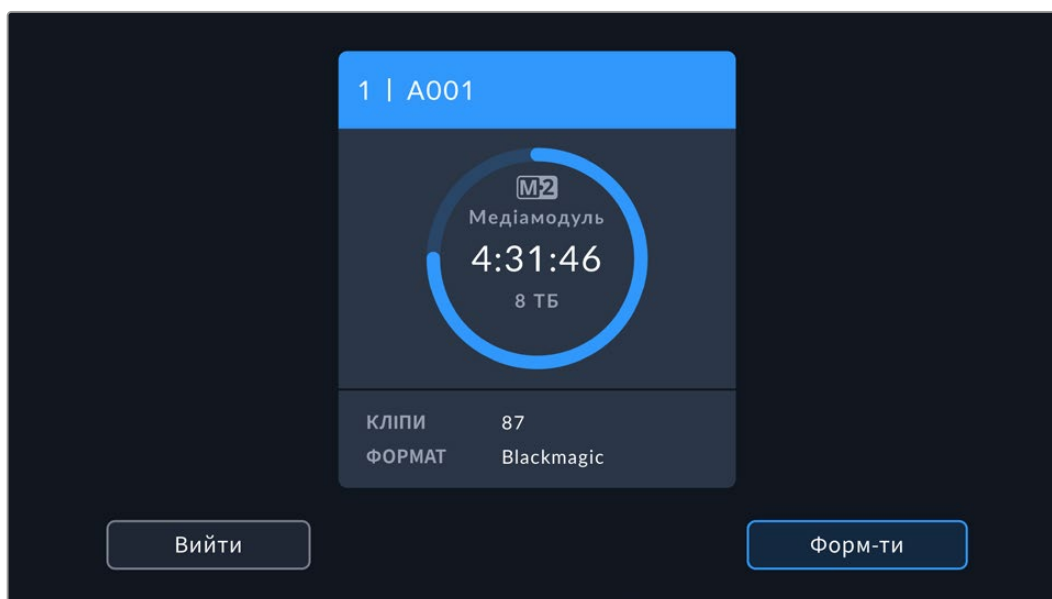 1 | A001
M2
Медіамодуль
4:31:46
8 ТБ
КЛІПИ 87
ФОРМАТ Blackmagic
Вийти Форм-ти